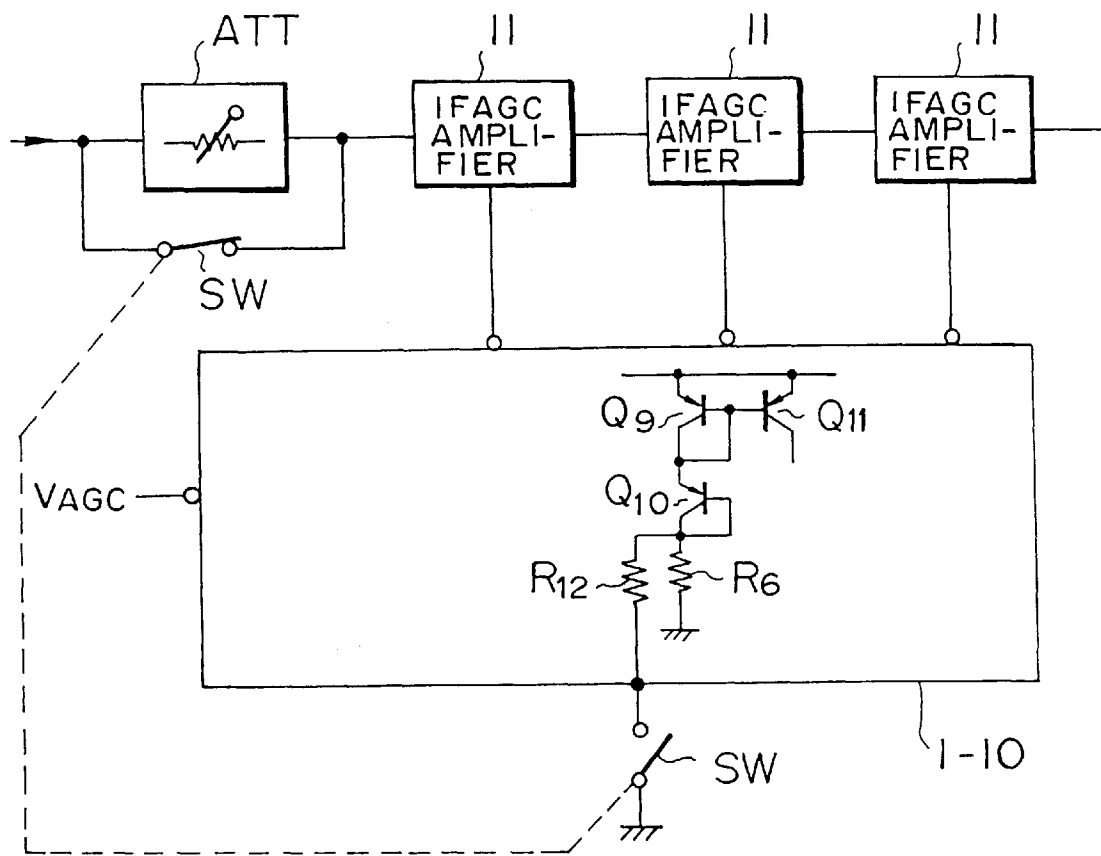 ATT
11
11
11
IFAGC
AMPLI-
FIER
IFAGC
AMPLI-
FIER
IFAGC
AMPLI-
FIER
SW
Q9
Q11
VAGC
Q10
R12
R6
SW
1-10